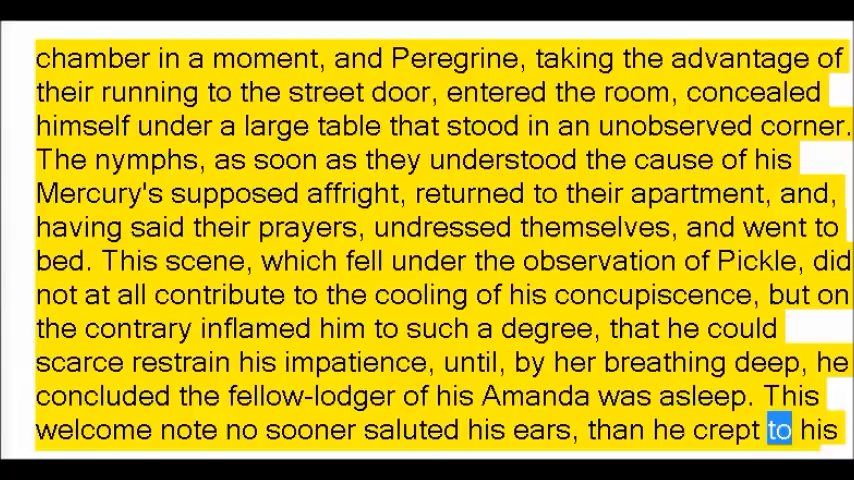 chamber in a moment, and Peregrine, taking the advantage of
their running to the street door, entered the room, concealed
himself under a large table that stood in an unobserved corner.
The nymphs, as soon as they understood the cause of his
Mercury's supposed affright, returned to their apartment, and,
having said their prayers, undressed themselves, and went to
bed. This scene, which fell under the observation of Pickle, did
not at all contribute to the cooling of his concupiscence, but on
the contrary inflamed him to such a degree, that he could
scarce restrain his impatience, until, by her breathing deep, he
concluded the fellow-lodger of his Amanda was asleep. This
welcome note no sooner saluted his ears, than he crept to his